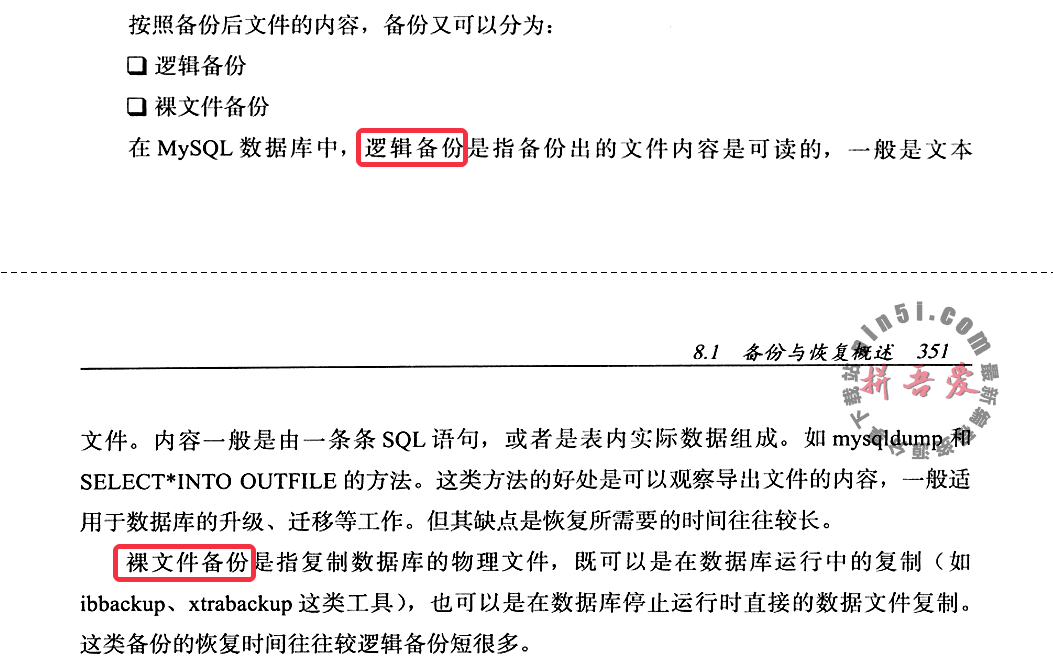 按照备份后文件的内容，备份又可以分为：
❑ 逻辑备份
❑ 裸文件备份
在 MySQL 数据库中，逻辑备份是指备份出的文件内容是可读的，一般是文本
8.1 备份与恢复概述 351
拼吾爱
文件。内容一般是由一条条 SQL 语句，或者是表内实际数据组成。如 mysqldump 和
SELECT*INTO OUTFILE 的方法。这类方法的好处是可以观察导出文件的内容，一般适
用于数据库的升级、迁移等工作。但其缺点是恢复所需要的时间往往较长。
裸文件备份是指复制数据库的物理文件，既可以是在数据库运行中的复制（如
ibbackup、xtrabackup 这类工具），也可以是在数据库停止运行时直接的数据文件复制。
这类备份的恢复时间往往较逻辑备份短很多。